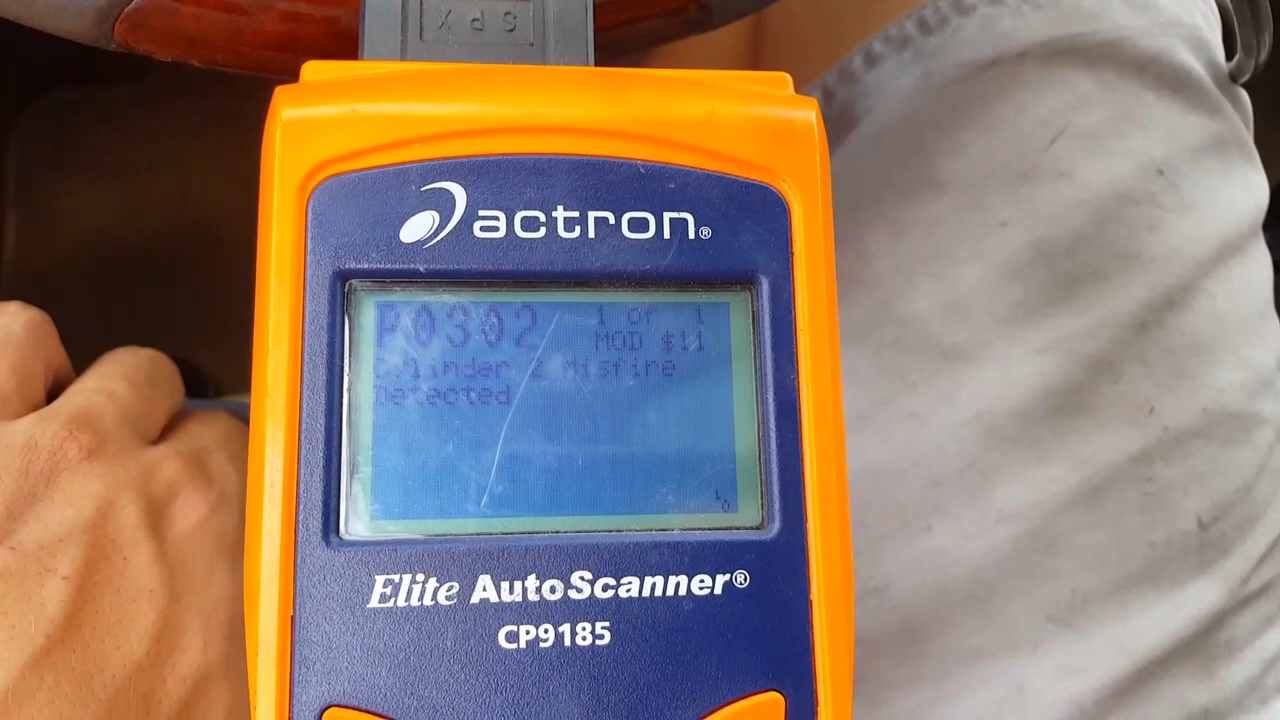 SPX
actron®
P0302 1 of 1
MOD $11
Cylinder 2 Misfire
Detected
Elite AutoScanner®
CP9185